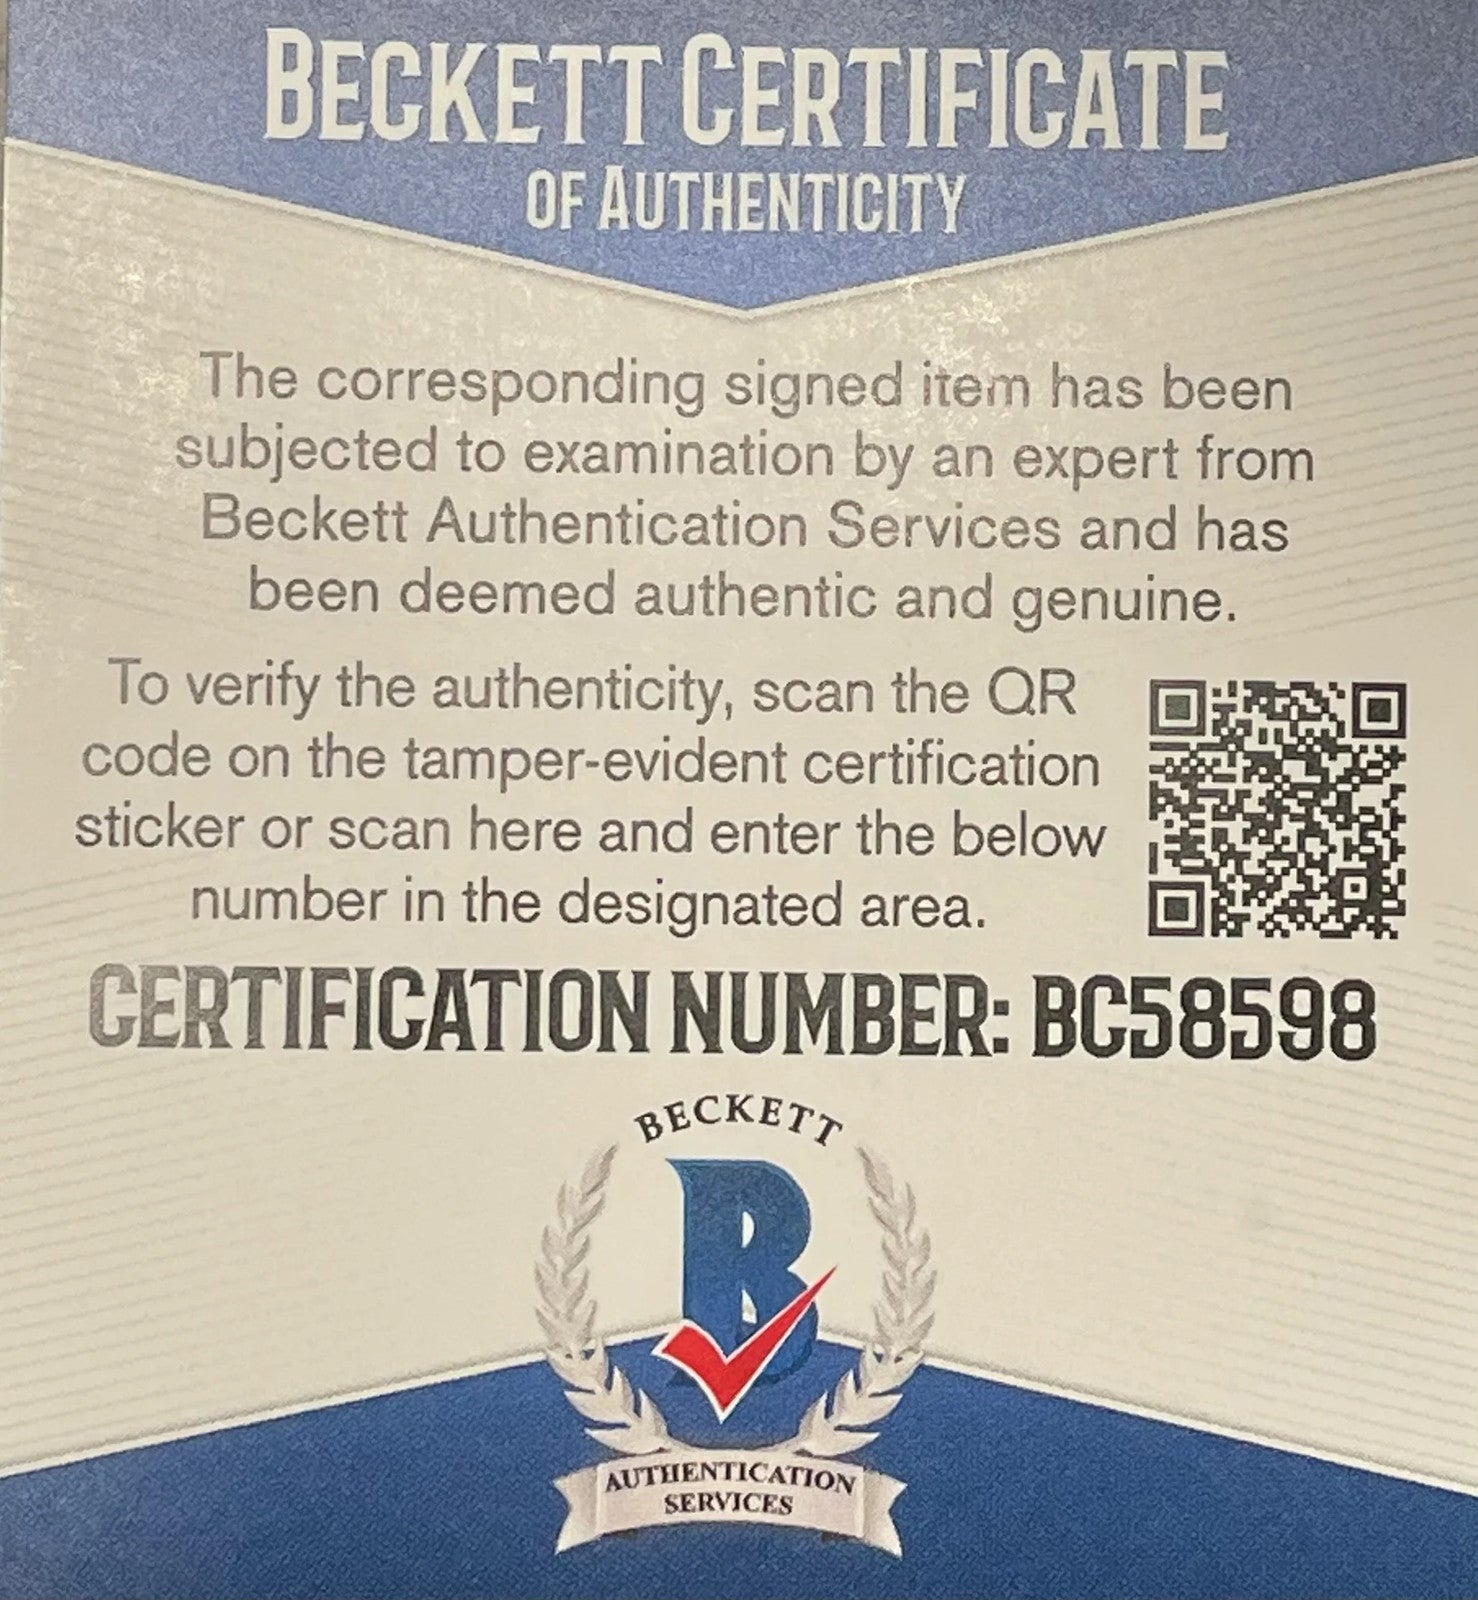 BECKETT CERTIFICATE
OF AUTHENTICITY
The corresponding signed item has been
subjected to examination by an expert from
Beckett Authentication Services and has
been deemed authentic and genuine.
To verify the authenticity, scan the QR
code on the tamper-evident certification
sticker or scan here and enter the below
number in the designated area.
CERTIFICATION NUMBER: BC58598
BECKETT
B
AUTHENTICATION
SERVICES